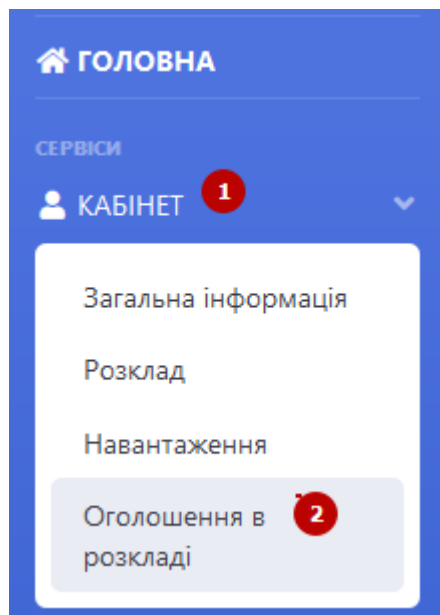 ГОЛОВНА
СЕРВІСИ
КАБІНЕТ 1
Загальна інформація
Розклад
Навантаження
Оголошення в 2
розкладі